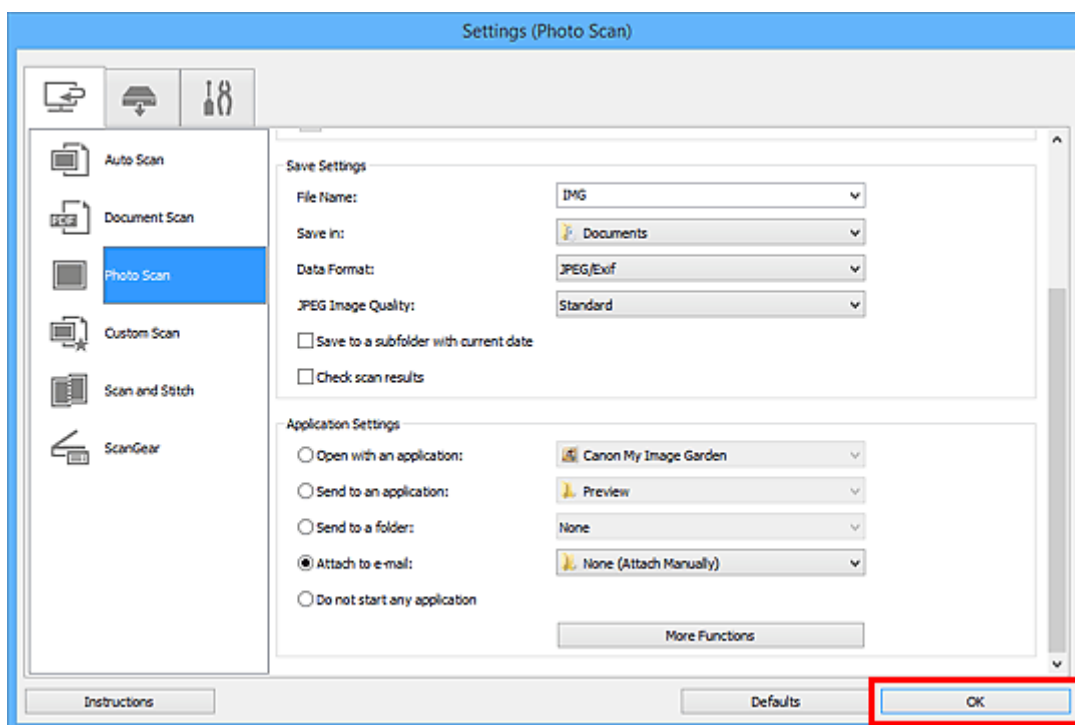 Settings (Photo Scan)
Auto Scan
PDF
Document Scan
Photo Scan
Custom Scan
Scan and Stitch
ScanGear
Save Settings
File Name: IMG
Save in: Documents
Data Format: JPEG/Exif
JPEG Image Quality: Standard
Save to a subfolder with current date
Check scan results
Application Settings
Open with an application: Canon My Image Garden
Send to an application: Preview
Send to a folder: None
Attach to e-mail: None (Attach Manually)
Do not start any application
More Functions
Instructions Defaults OK